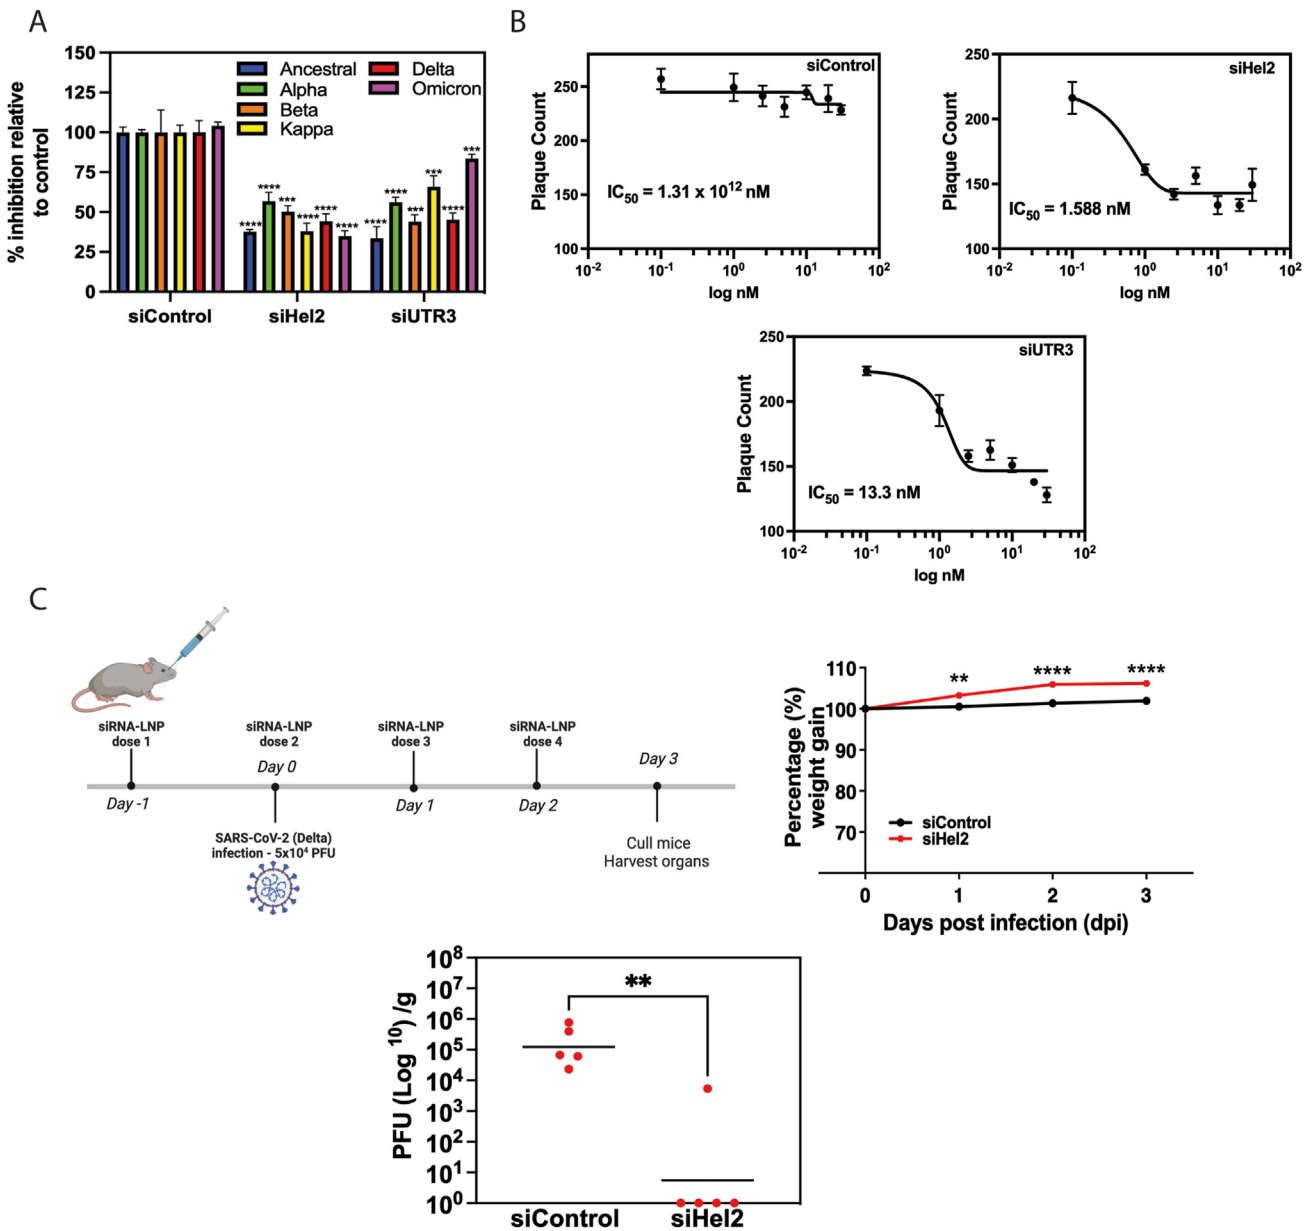 A
150
125
100
75
50
25
0
% inhibition relative
to control
Ancestral
Alpha
Beta
Kappa
Delta
Omicron
**** **** *** **** **** ***
**** **** *** *** **** ***
siControl
siHel2
siUTR3
B
Plaque Count
250
200
150
100
siControl
IC50 = 1.31 x 10^12 nM
10^-2 10^-1 10^0 10^1 10^2
log nM
Plaque Count
250
200
150
100
siHel2
IC50 = 1.588 nM
10^-2 10^-1 10^0 10^1 10^2
log nM
Plaque Count
250
200
150
100
siUTR3
IC50 = 13.3 nM
10^-2 10^-1 10^0 10^1 10^2
log nM
C
siRNA-LNP
dose 1
Day -1
siRNA-LNP
dose 2
Day 0
SARS-CoV-2 (Delta)
infection - 5x10^4 PFU
siRNA-LNP
dose 3
Day 1
siRNA-LNP
dose 4
Day 2
Day 3
Cull mice
Harvest organs
Percentage (%)
weight gain
110
100
90
80
70
** **** ****
siControl
siHel2
0 1 2 3
Days post infection (dpi)
PFU (Log 10) /g
10^8
10^7
10^6
10^5
10^4
10^3
10^2
10^1
10^0
**
siControl
siHel2